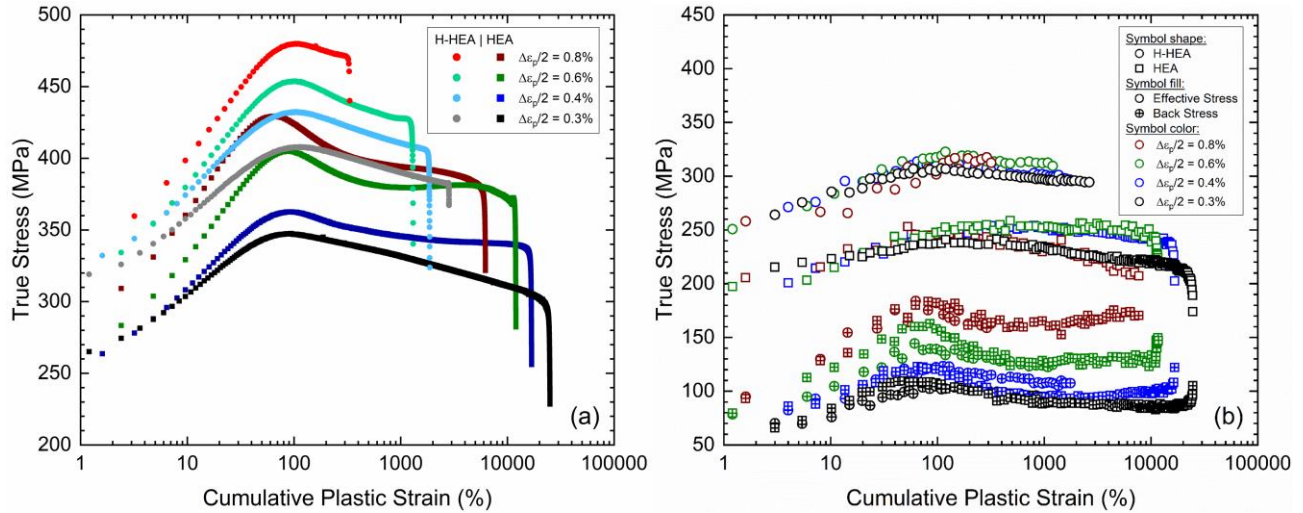 500
450
400
350
300
250
200
True Stress (MPa)
H-HEA | HEA
Δεp/2 = 0.8%
Δεp/2 = 0.6%
Δεp/2 = 0.4%
Δεp/2 = 0.3%
(a)
1 10 100 1000 10000 100000
Cumulative Plastic Strain (%)
450
400
350
300
250
200
150
100
50
True Stress (MPa)
Symbol shape:
H-HEA
HEA
Symbol fill:
Effective Stress
Back Stress
Symbol color:
Δεp/2 = 0.8%
Δεp/2 = 0.6%
Δεp/2 = 0.4%
Δεp/2 = 0.3%
(b)
1 10 100 1000 10000 100000
Cumulative Plastic Strain (%)